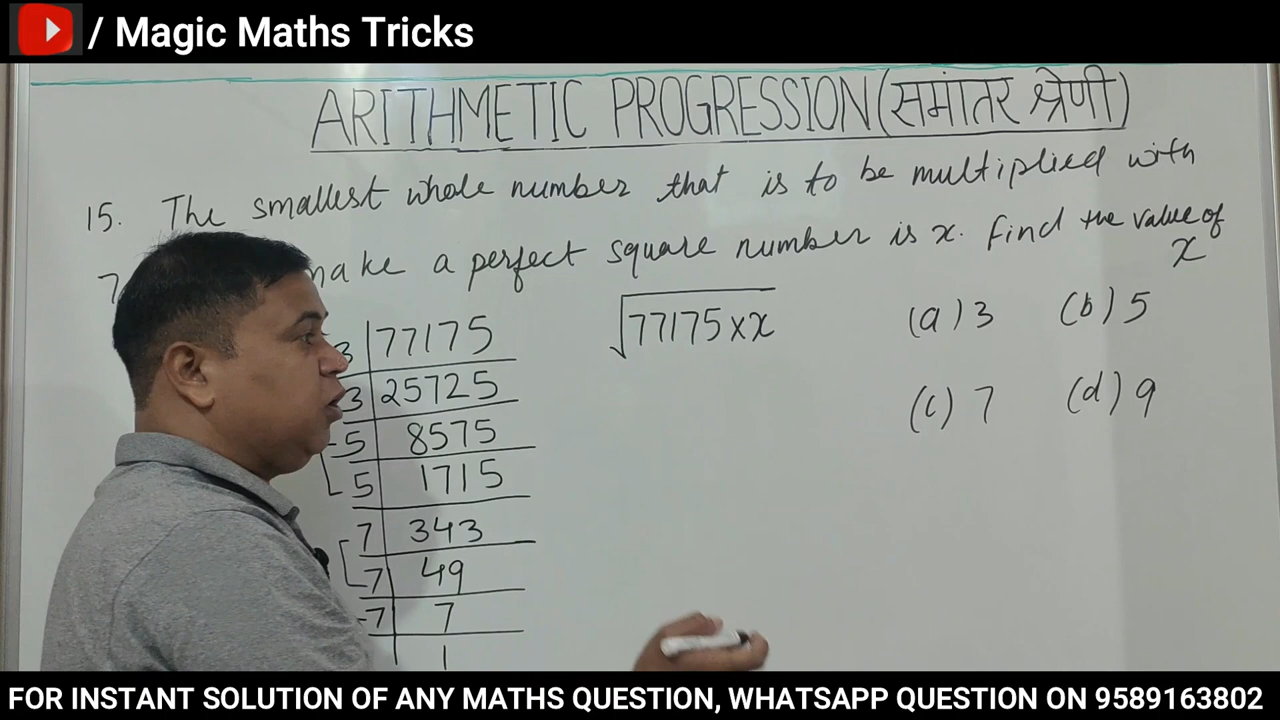 / Magic Maths Tricks
ARITHMETIC PROGRESSION (समांतर श्रेणी)
15. The smallest whole number that is to be multiplied with
7 make a perfect square number is x. Find the value of
x
3 | 77175
3 | 25725
5 | 8575
5 | 1715
7 | 343
7 | 49
7 | 7
1
√77175×x
(a) 3 (b) 5
(c) 7 (d) 9
FOR INSTANT SOLUTION OF ANY MATHS QUESTION, WHATSAPP QUESTION ON 9589163802